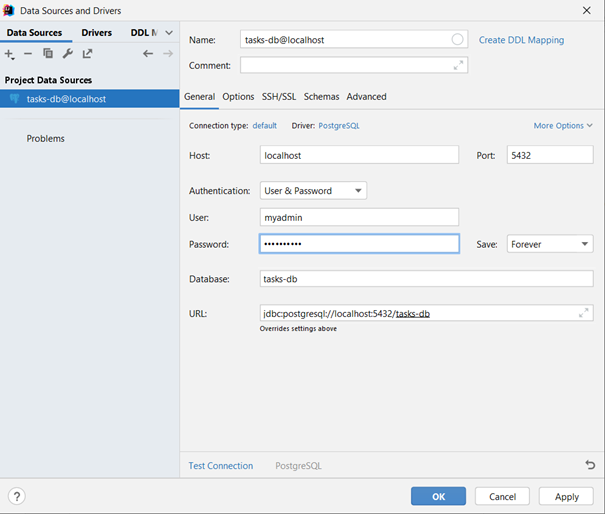 Data Sources and Drivers
Data Sources Drivers DDL M
Name: tasks-db@localhost Create DDL Mapping
Comment:
Project Data Sources
tasks-db@localhost
Problems
General Options SSH/SSL Schemas Advanced
Connection type: default Driver: PostgreSQL More Options
Host: localhost Port: 5432
Authentication: User & Password
User: myadmin
Password: •••••••••• Save: Forever
Database: tasks-db
URL: jdbc:postgresql://localhost:5432/tasks-db
Overrides settings above
Test Connection PostgreSQL
? OK Cancel Apply